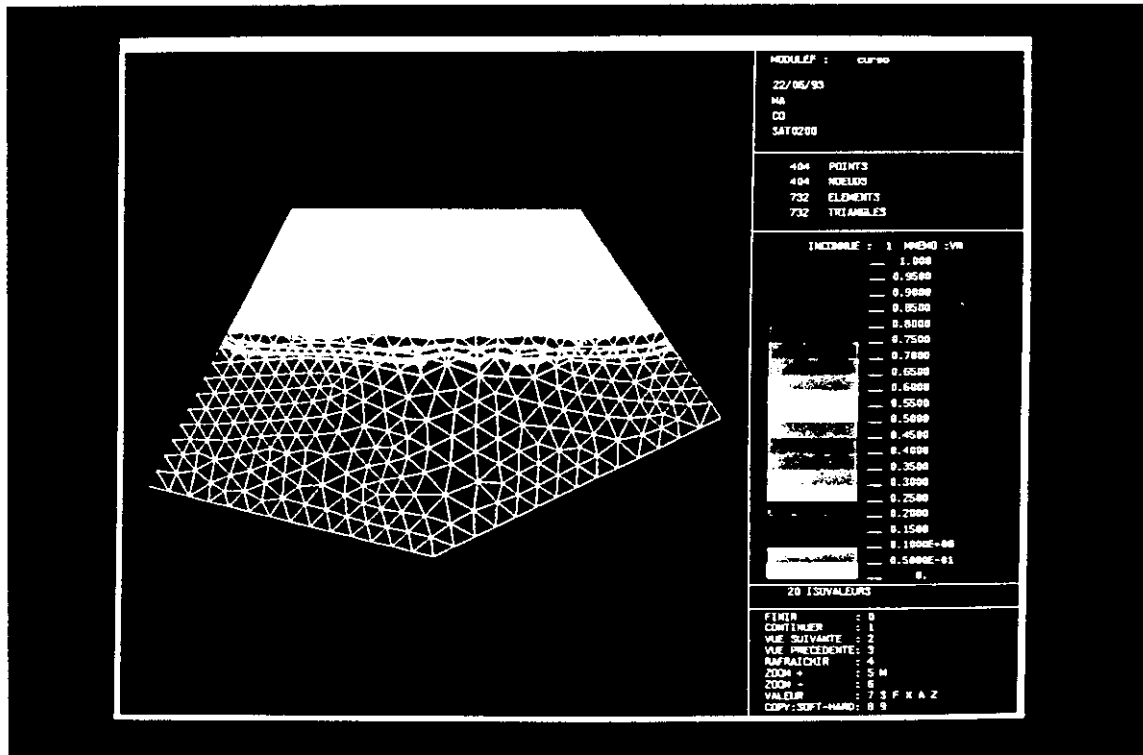 MODULEF : curso
22/06/93
MA
CO
SAT0200
404 POINTS
404 NOEUDS
732 ELEMENTS
732 TRIANGLES
INCONNUE : 1 MNEMO :VN
1.000
0.9500
0.9000
0.8500
0.8000
0.7500
0.7000
0.6500
0.6000
0.5500
0.5000
0.4500
0.4000
0.3500
0.3000
0.2500
0.2000
0.1500
0.1000E+00
0.5000E-01
0.
20 ISOVALEURS
FINIR : 0
CONTINUER : 1
VUE SUIVANTE : 2
VUE PRECEDENTE: 3
RAFRAICHIR : 4
ZOOM + : 5 M
ZOOM - : 6
VALEUR : 7 3 F X A Z
COPY:SOFT-HARD: 8 9